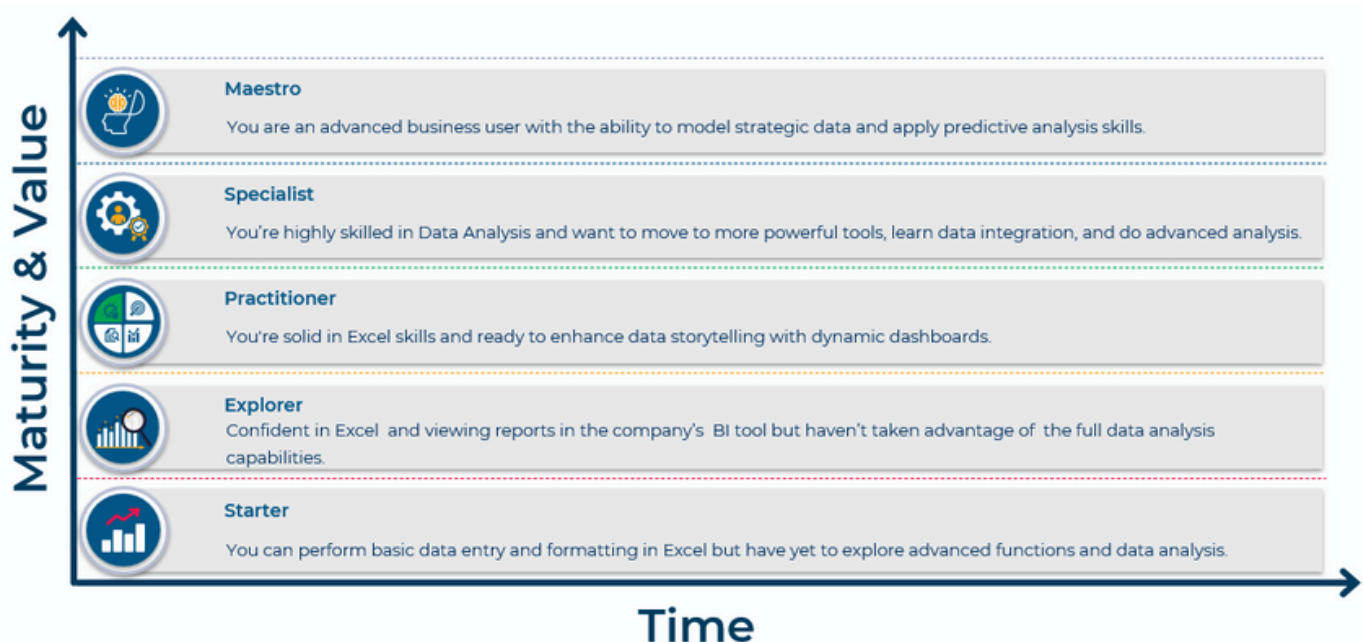 Maturity & Value
Maestro
You are an advanced business user with the ability to model strategic data and apply predictive analysis skills.
Specialist
You're highly skilled in Data Analysis and want to move to more powerful tools, learn data integration, and do advanced analysis.
Practitioner
You're solid in Excel skills and ready to enhance data storytelling with dynamic dashboards.
Explorer
Confident in Excel and viewing reports in the company's BI tool but haven't taken advantage of the full data analysis
capabilities.
Starter
You can perform basic data entry and formatting in Excel but have yet to explore advanced functions and data analysis.
Time